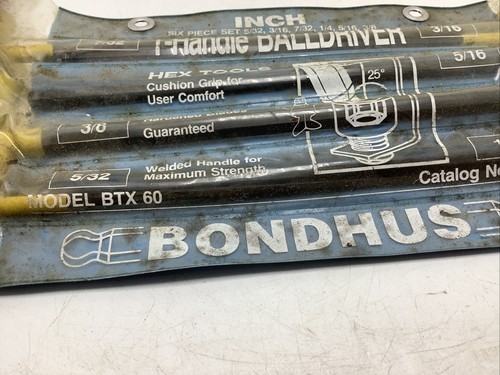 INCH
SIX PIECE SET 5/32, 3/16, 7/32, 1/4, 5/16, 3/8
T-Handle BALLDRIVER
3/16
5/16
HEX TOOLS
Cushion Grip for
User Comfort
25°
3/8
Guaranteed
5/32
Welded Handle for
Maximum Strength
Catalog No
MODEL BTX 60
BONDHUS